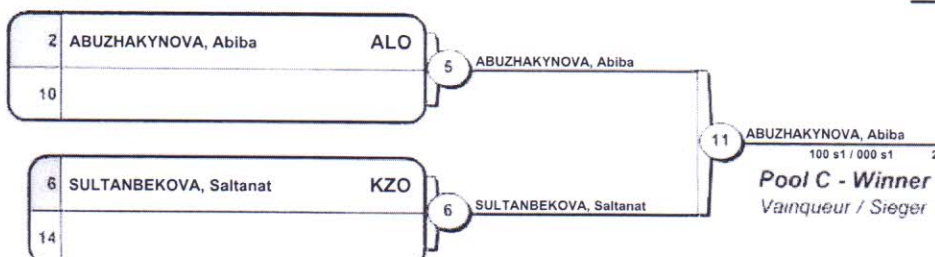 2 ABUZHAKYNOVA, Abiba ALO
10
5 ABUZHAKYNOVA, Abiba
6 SULTANBEKOVA, Saltanat KZO
14
6 SULTANBEKOVA, Saltanat
11 ABUZHAKYNOVA, Abiba
100 s1 / 000 s1 2
Pool C - Winner
Vainqueur / Sieger